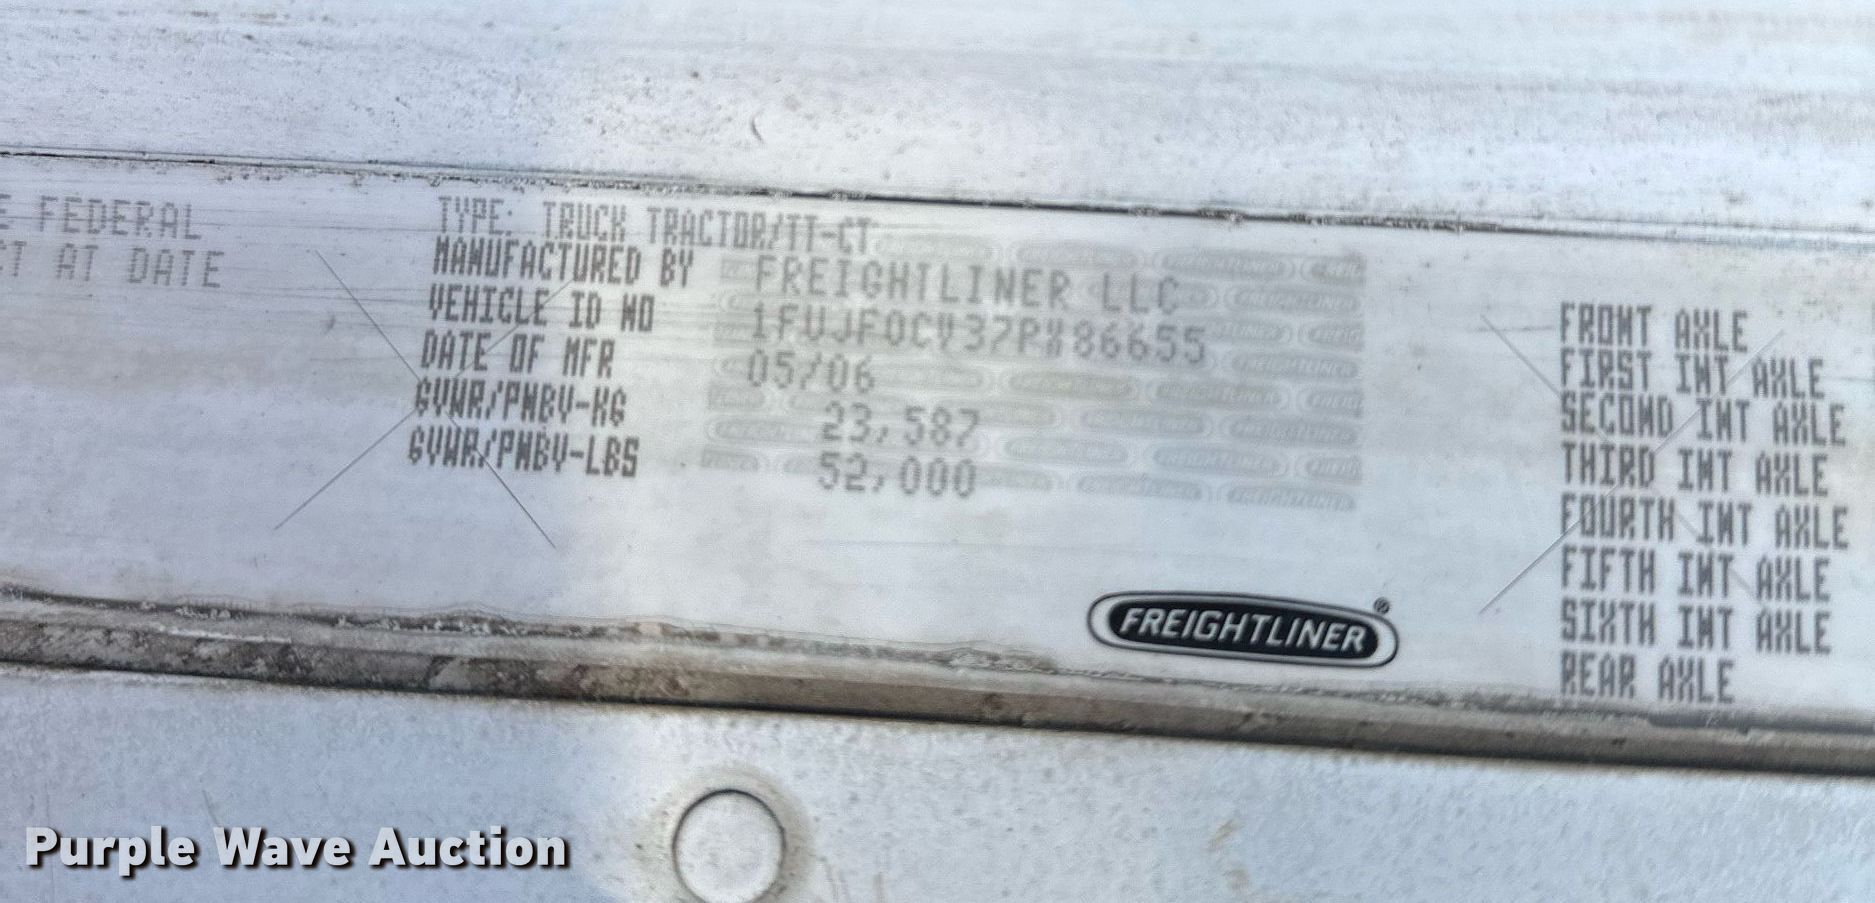 E FEDERAL
CT AT DATE
TYPE: TRUCK TRACTOR/TT-CT
MANUFACTURED BY FREIGHTLINER LLC
VEHICLE ID NO 1FUJF0CV37PW86655
DATE OF MFR 05/06
GVWR/PNBV-KG 23,587
GVWR/PNBV-LBS 52,000
FREIGHTLINER®
FRONT AXLE
FIRST INT AXLE
SECOND INT AXLE
THIRD INT AXLE
FOURTH INT AXLE
FIFTH INT AXLE
SIXTH INT AXLE
REAR AXLE
Purple Wave Auction